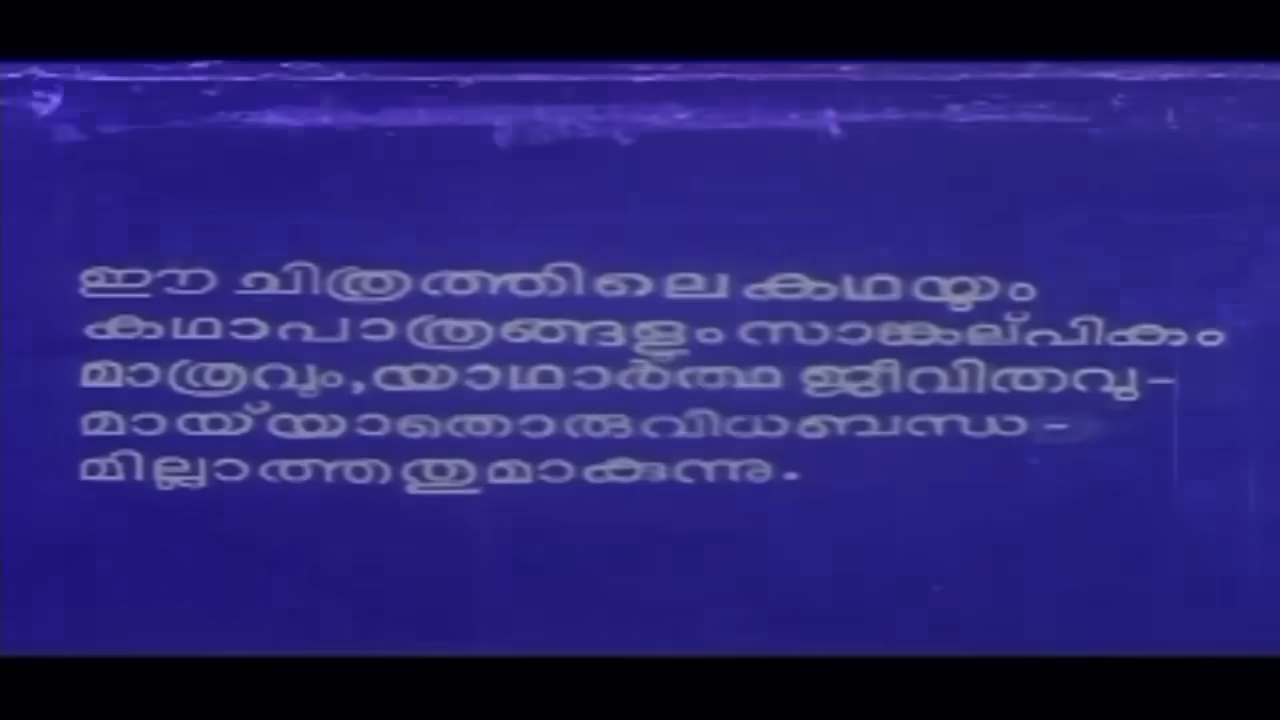 ഈ ചിത്രത്തിലെ കഥയും
കഥാപാത്രങ്ങളും സാങ്കല്പികം
മാത്രവും, യാഥാർത്ഥ ജീവിതവു-
മായ് യാതൊരുവിധബന്ധ-
മില്ലാത്തതുമാകുന്നു.